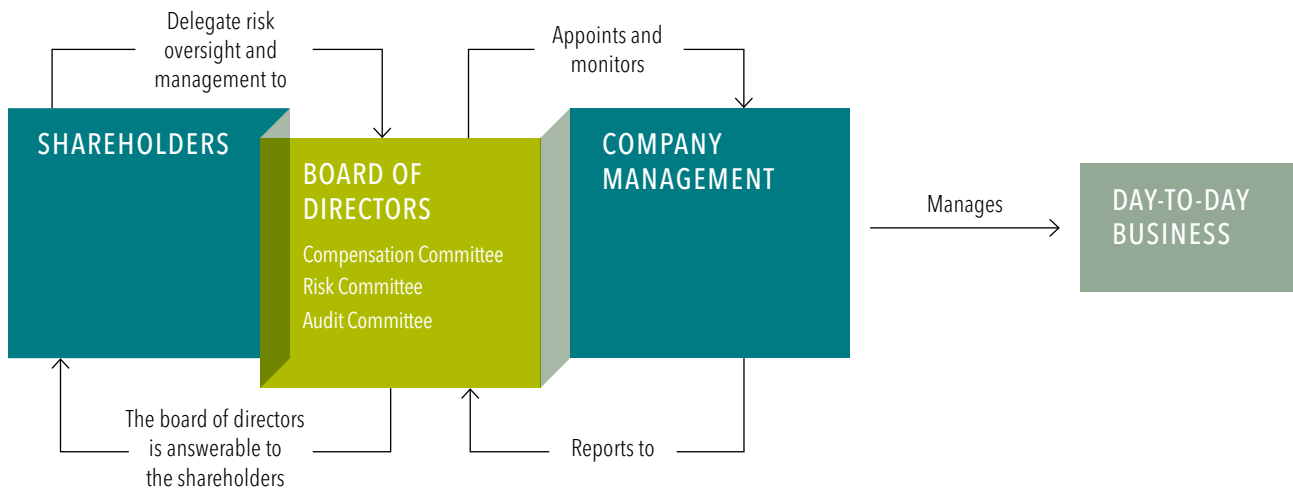 Delegate risk
oversight and
management to
Appoints and
monitors
SHAREHOLDERS
BOARD OF
DIRECTORS
Compensation Committee
Risk Committee
Audit Committee
COMPANY
MANAGEMENT
Manages
DAY-TO-DAY
BUSINESS
The board of directors
is answerable to
the shareholders
Reports to